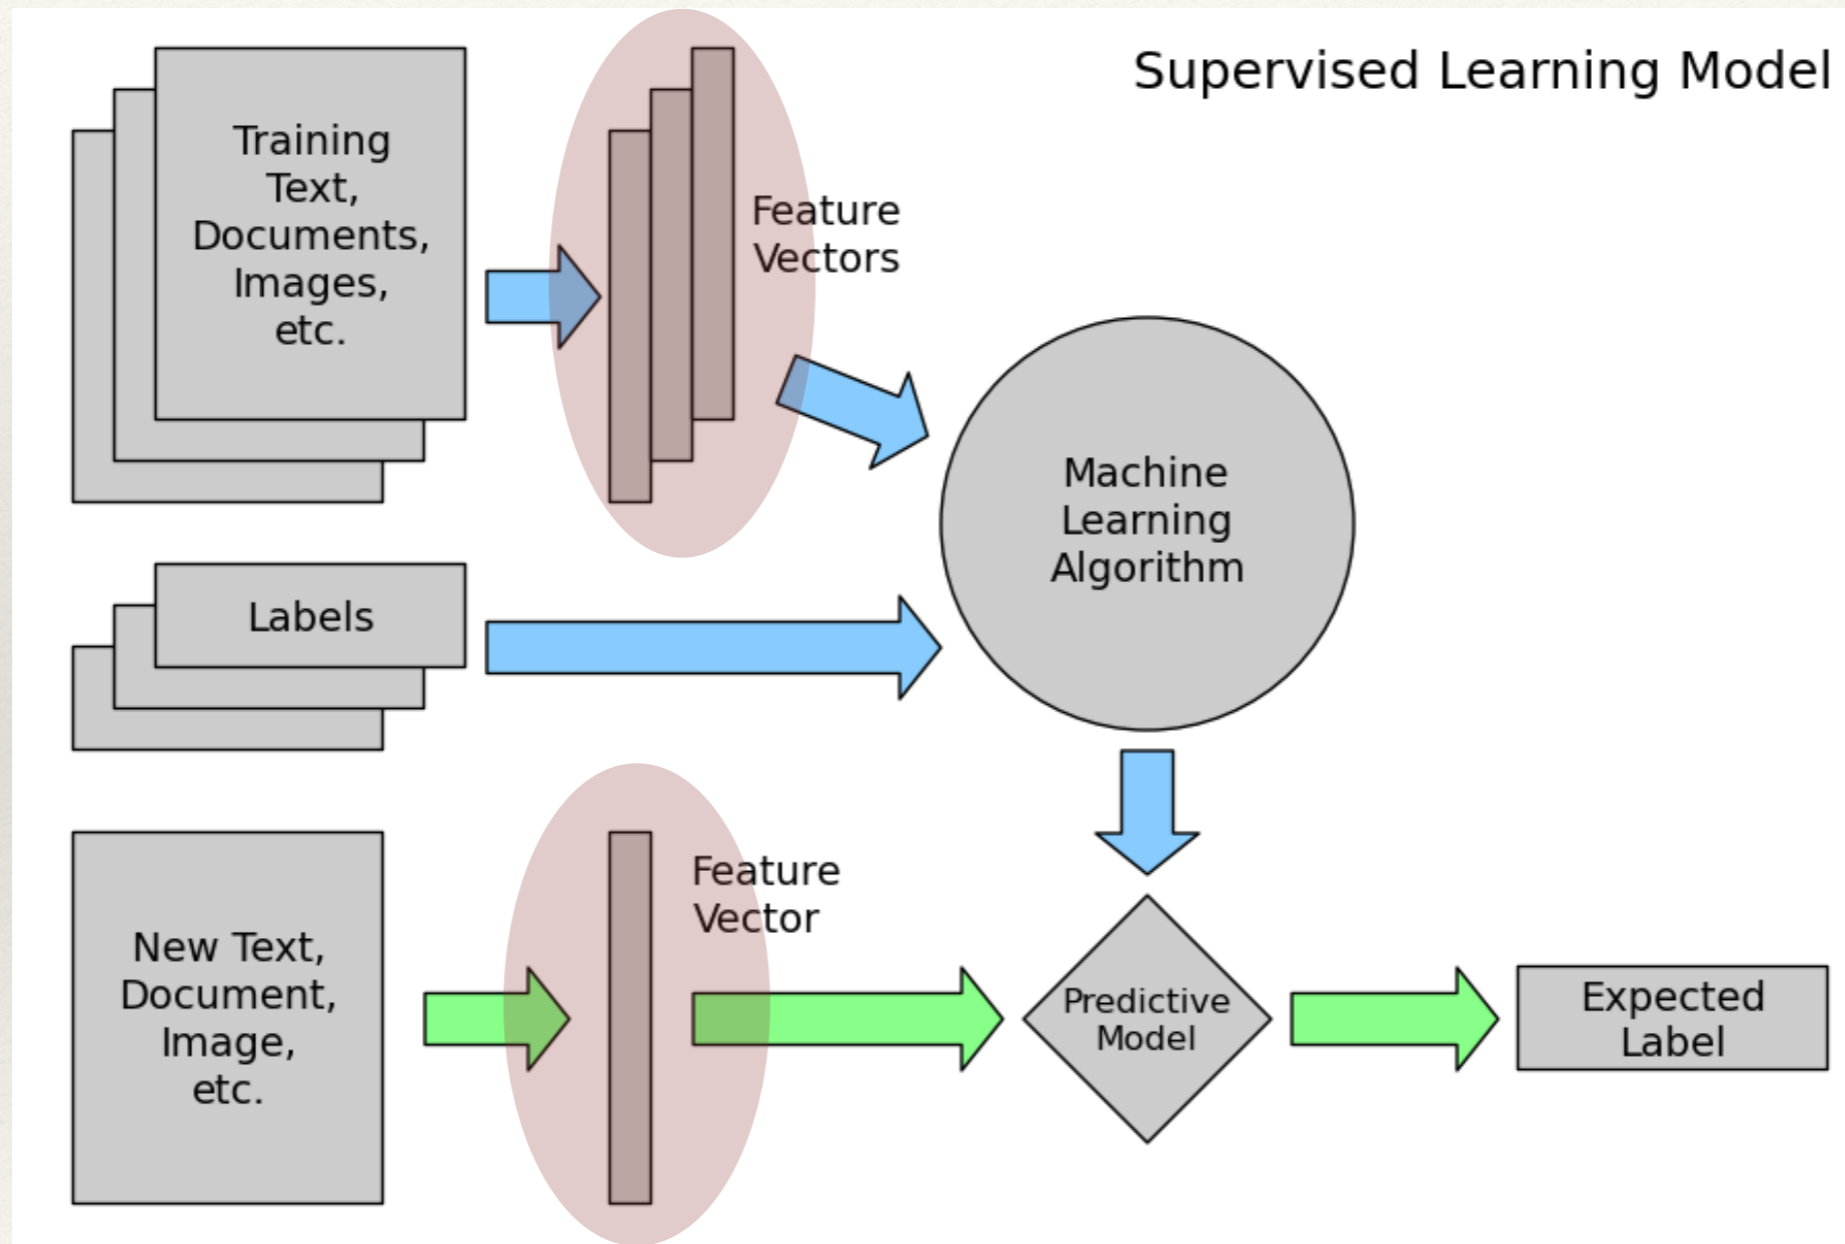 Supervised Learning Model
Training
Text,
Documents,
Images,
etc.
Feature
Vectors
Machine
Learning
Algorithm
Labels
New Text,
Document,
Image,
etc.
Feature
Vector
Predictive
Model
Expected
Label